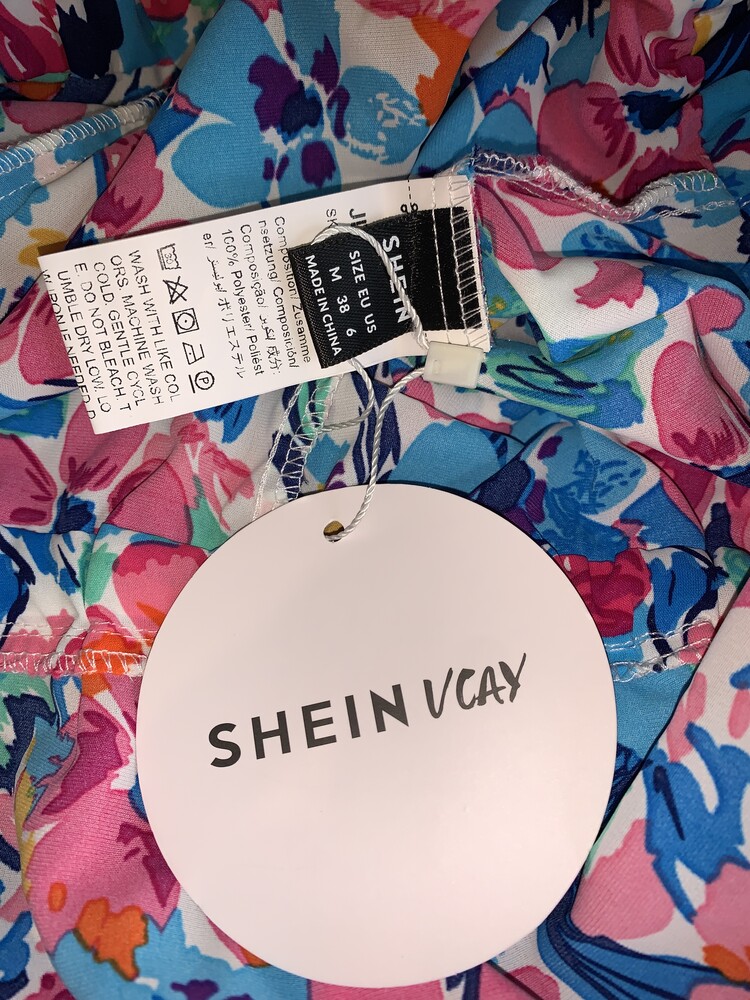 SHEIN
SIZE EU US
M 38 6
MADE IN CHINA
Composition/ Zusamme
nsetzung/ Composición/
100% Polyester/ Poliést
er/ بوليستر/ ポリエステル
WASH WITH LIKE COL
ORS. MACHINE WASH
COLD, GENTLE CYCL
E. DO NOT BLEACH. T
UMBLE DRY LOW. LO
SHEIN VCAY